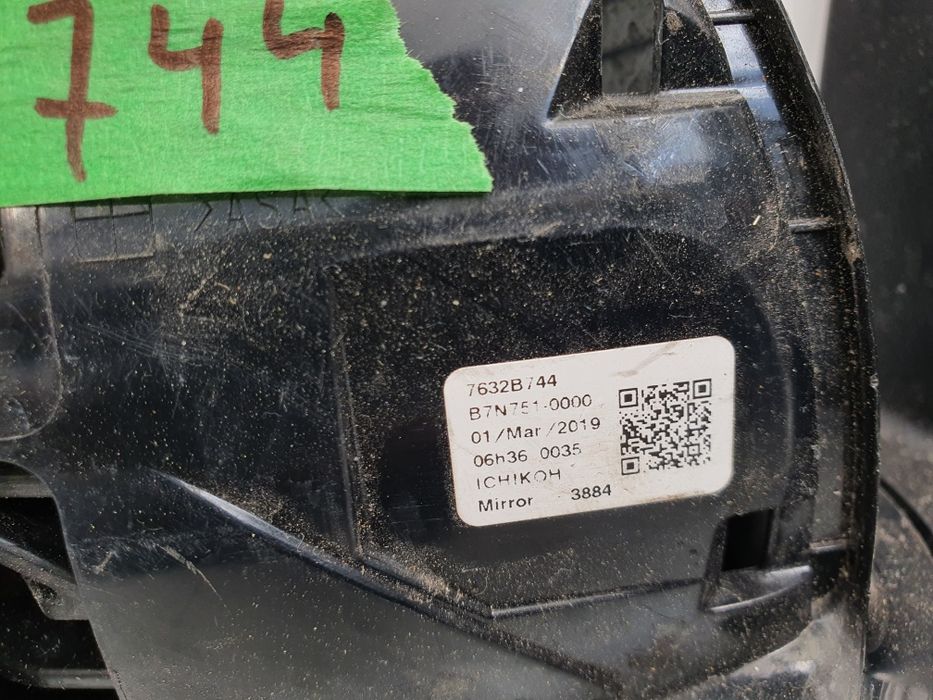 744
7632B744
B7N751-0000
01/Mar/2019
06h36 0035
ICHIKOH
Mirror 3884